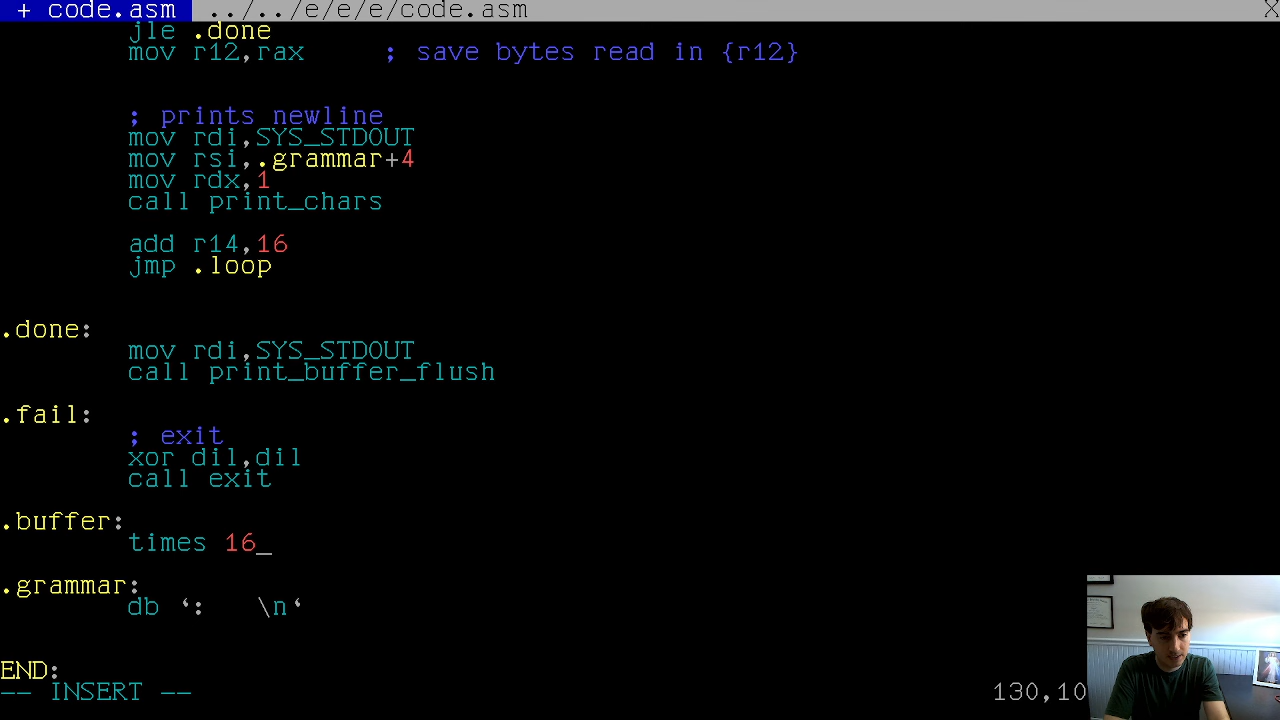 + code.asm ../../e/e/e/code.asm X
jle .done
mov r12,rax ; save bytes read in {r12}
; prints newline
mov rdi,SYS_STDOUT
mov rsi,.grammar+4
mov rdx,1
call print_chars
add r14,16
jmp .loop
.done:
mov rdi,SYS_STDOUT
call print_buffer_flush
.fail:
; exit
xor dil,dil
call exit
.buffer:
times 16_
.grammar:
db `:   \n`
END:
-- INSERT -- 130,10